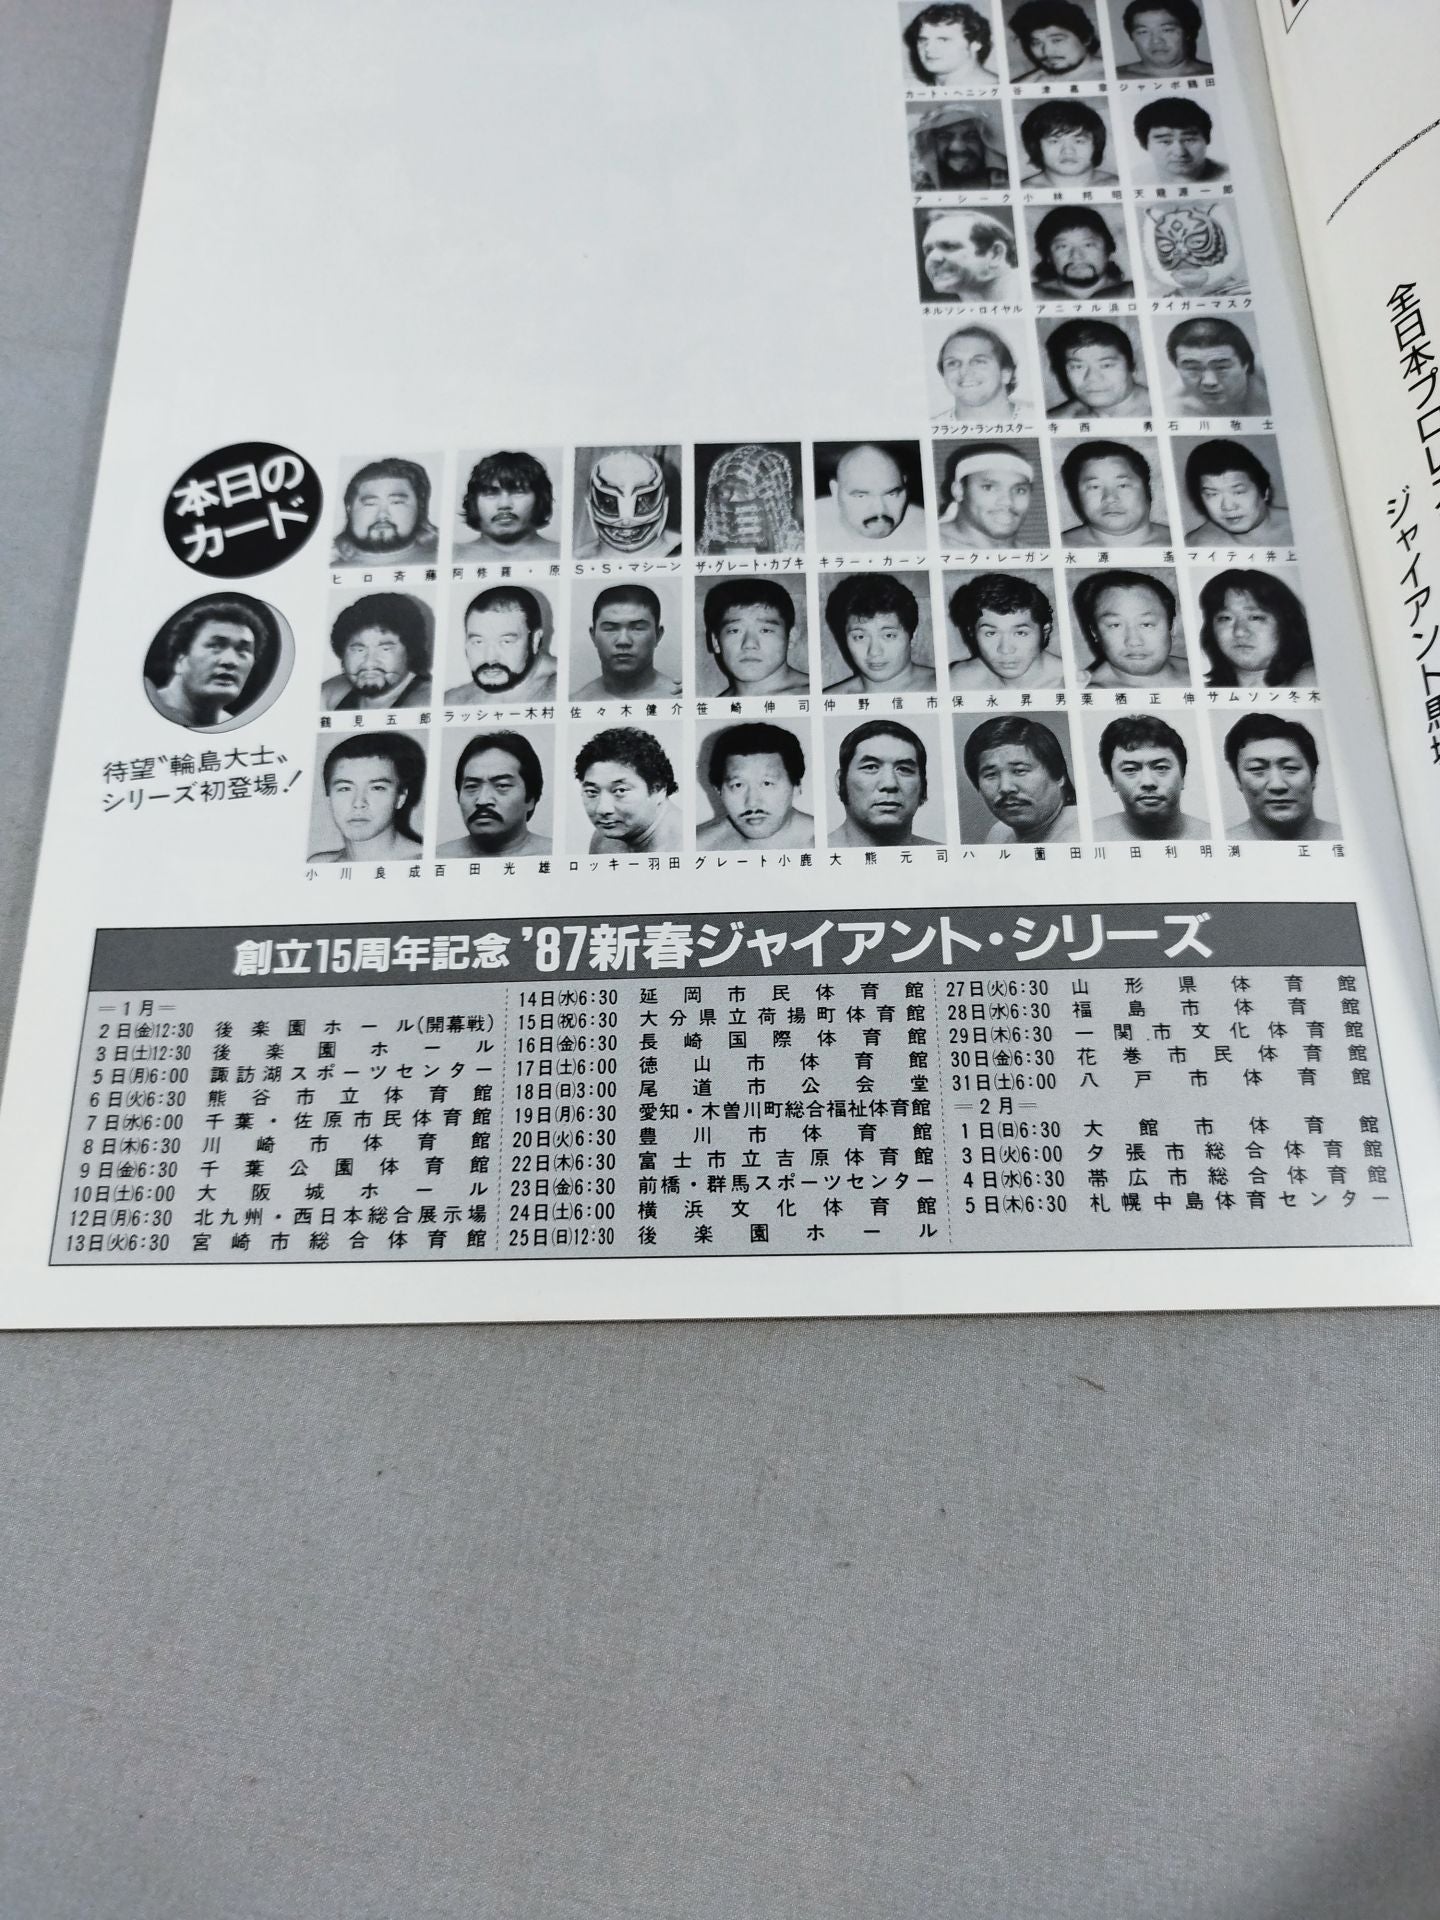 カート・ヘニング 谷津嘉章 ジャンボ鶴田
ア・シーク 小林邦昭 天龍源一郎
ネルソン・ロイヤル アニマル浜口 タイガーマスク
フランク・ランカスター 寺西勇 石川敬士
本日の
カード
ヒロ斉藤 阿修羅・原 S・S・マシーン ザ・グレート・カブキ キラー・カーン マーク・レーガン 永源遙 マイティ井上
鶴見五郎 ラッシャー木村 佐々木健介 笹崎伸司 仲野信市 保永昇男 栗栖正伸 サムソン冬木
待望〝輪島大士〟
シリーズ初登場!
小川良成 百田光雄 ロッキー羽田 グレート小鹿 大熊元司 ハル薗田 川田利明 渕正信
創立15周年記念 '87新春ジャイアント・シリーズ
=1月=
2日(金)12:30 後楽園ホール(開幕戦)
3日(土)12:30 後楽園ホール
5日(月)6:00 諏訪湖スポーツセンター
6日(火)6:30 熊谷市立体育館
7日(水)6:00 千葉・佐原市民体育館
8日(木)6:30 川崎市体育館
9日(金)6:30 千葉公園体育館
10日(土)6:00 大阪城ホール
12日(月)6:30 北九州・西日本総合展示場
13日(火)6:30 宮崎市総合体育館
14日(水)6:30 延岡市民体育館
15日(祝)6:30 大分県立荷揚町体育館
16日(金)6:30 長崎国際体育館
17日(土)6:00 徳山市体育館
18日(日)3:00 尾道市公会堂
19日(月)6:30 愛知・木曽川町総合福祉体育館
20日(火)6:30 豊川市体育館
22日(木)6:30 富士市立吉原体育館
23日(金)6:30 前橋・群馬スポーツセンター
24日(土)6:00 横浜文化体育館
25日(日)12:30 後楽園ホール
27日(火)6:30 山形県体育館
28日(水)6:30 福島市体育館
29日(木)6:30 一関市文化体育館
30日(金)6:30 花巻市民体育館
31日(土)6:00 八戸市体育館
=2月=
1日(日)6:30 大館市体育館
3日(火)6:00 夕張市総合体育館
4日(水)6:30 帯広市総合体育館
5日(木)6:30 札幌中島体育センター
全日本プロレス
ジャイアント馬場